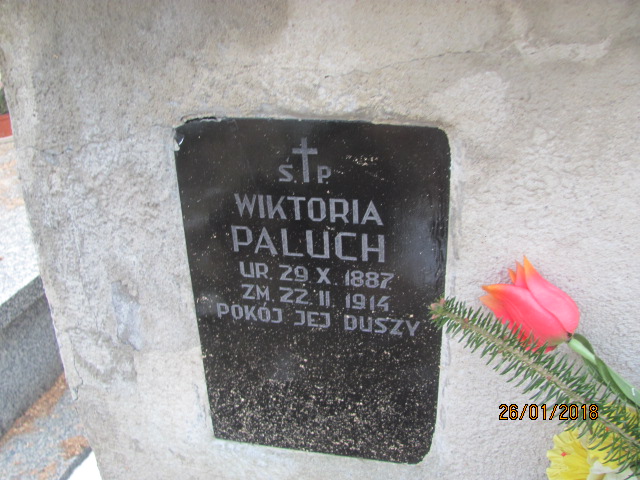 Ś.P.
WIKTORIA
PALUCH
UR. 29 X 1887
ZM. 22 II 1914
POKÓJ JEJ DUSZY
26/01/2018